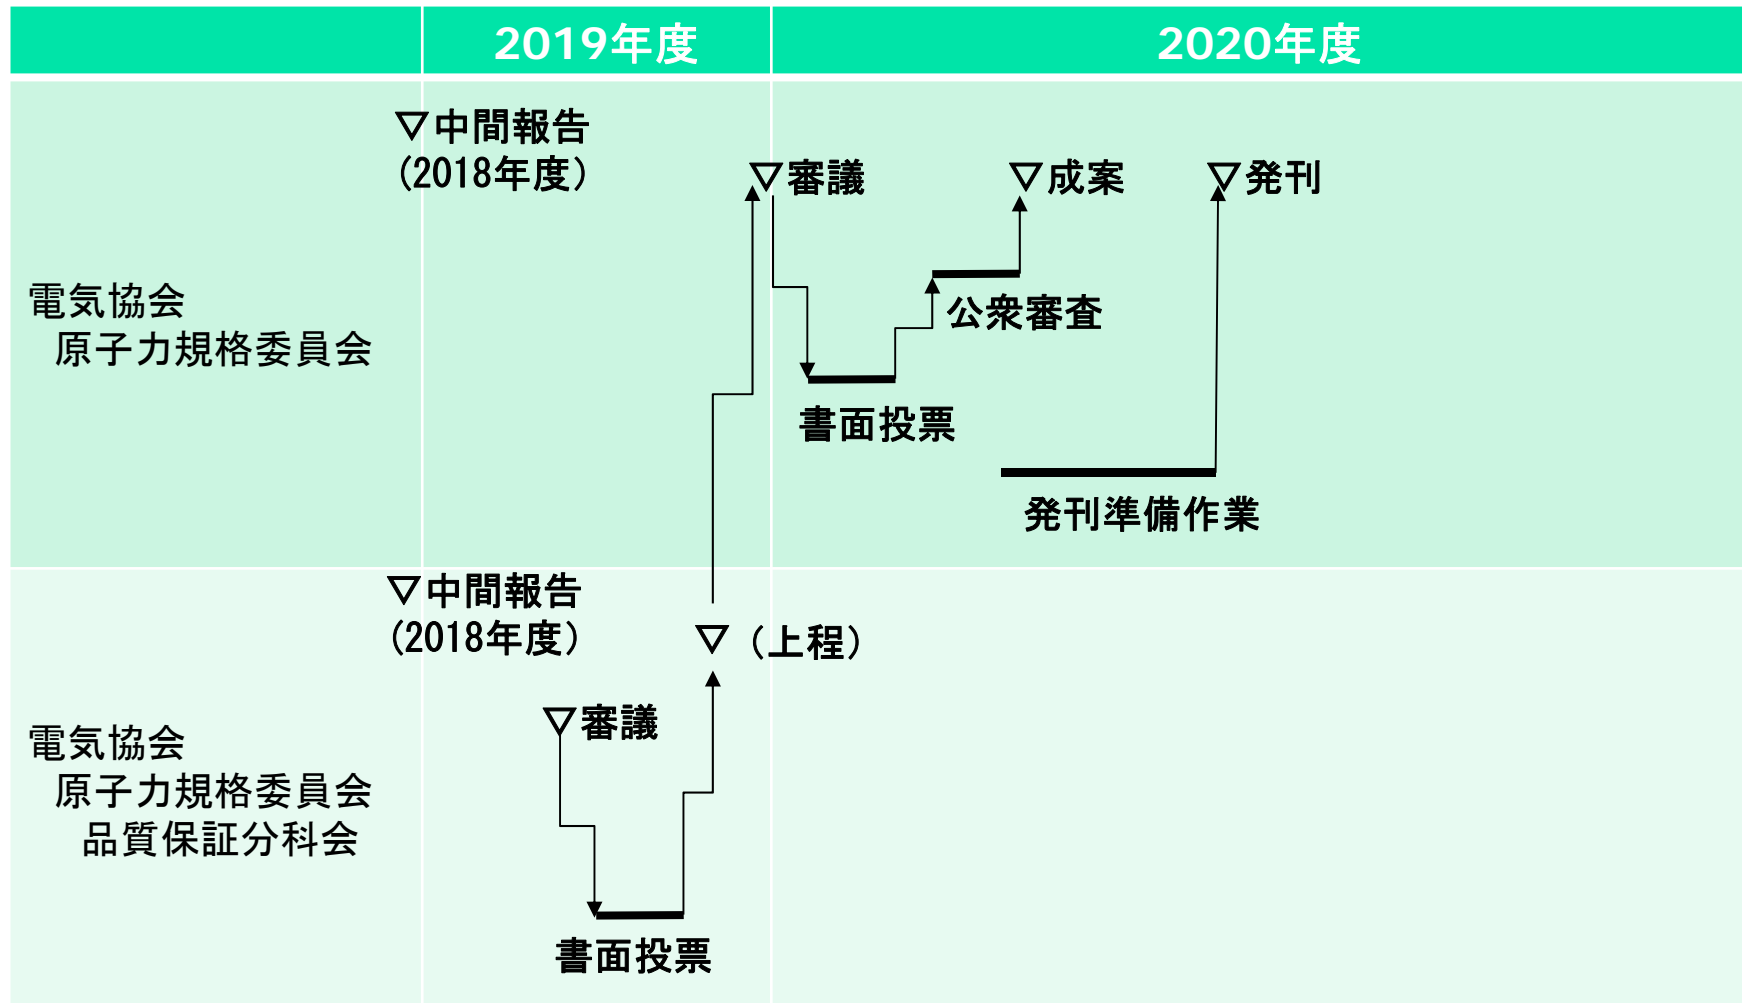 2019年度
2020年度
電気協会
原子力規格委員会
▽中間報告
(2018年度)
▽審議
▽成案
▽発刊
公衆審査
書面投票
発刊準備作業
電気協会
原子力規格委員会
品質保証分科会
▽中間報告
(2018年度)
▽(上程)
▽審議
書面投票